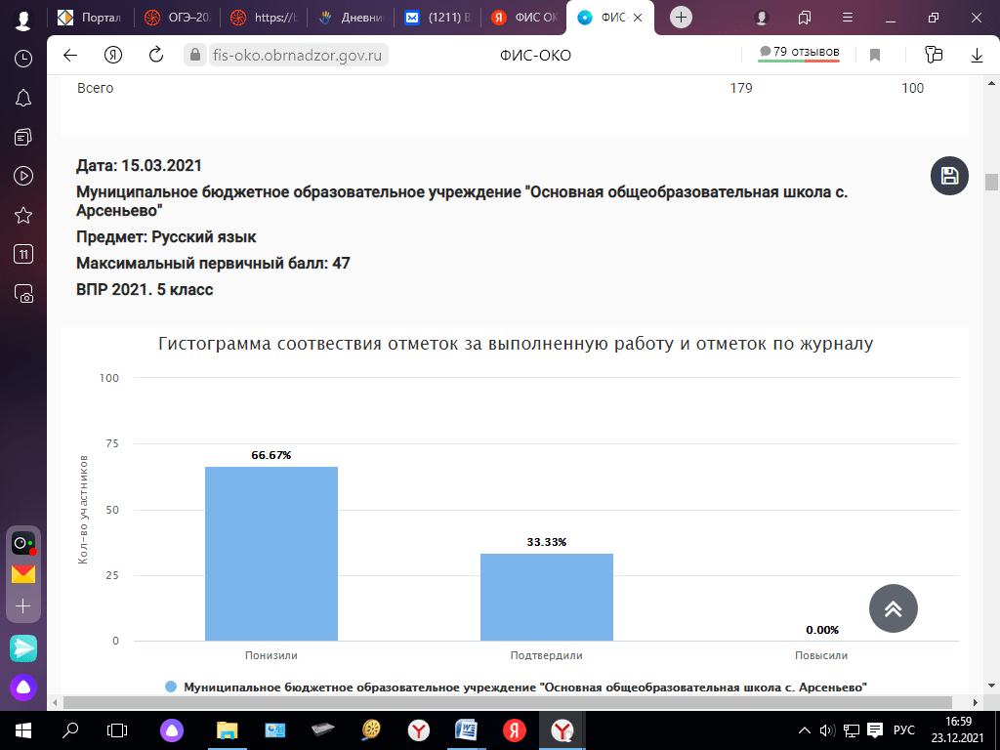 Портал
ОГЭ–20
https://
Дневни
(1211) В
ФИС ОК
ФИС
fis-oko.obrnadzor.gov.ru
ФИС-ОКО
79 отзывов
Всего 179 100
Дата: 15.03.2021
Муниципальное бюджетное образовательное учреждение "Основная общеобразовательная школа с.
Арсеньево"
Предмет: Русский язык
Максимальный первичный балл: 47
ВПР 2021. 5 класс
11
Гистограмма соотвествия отметок за выполненную работу и отметок по журналу
Кол-во участников
100
75
50
25
0
66.67%
33.33%
0.00%
Понизили
Подтвердили
Повысили
Муниципальное бюджетное образовательное учреждение "Основная общеобразовательная школа с. Арсеньево"
РУС
16:59
23.12.2021